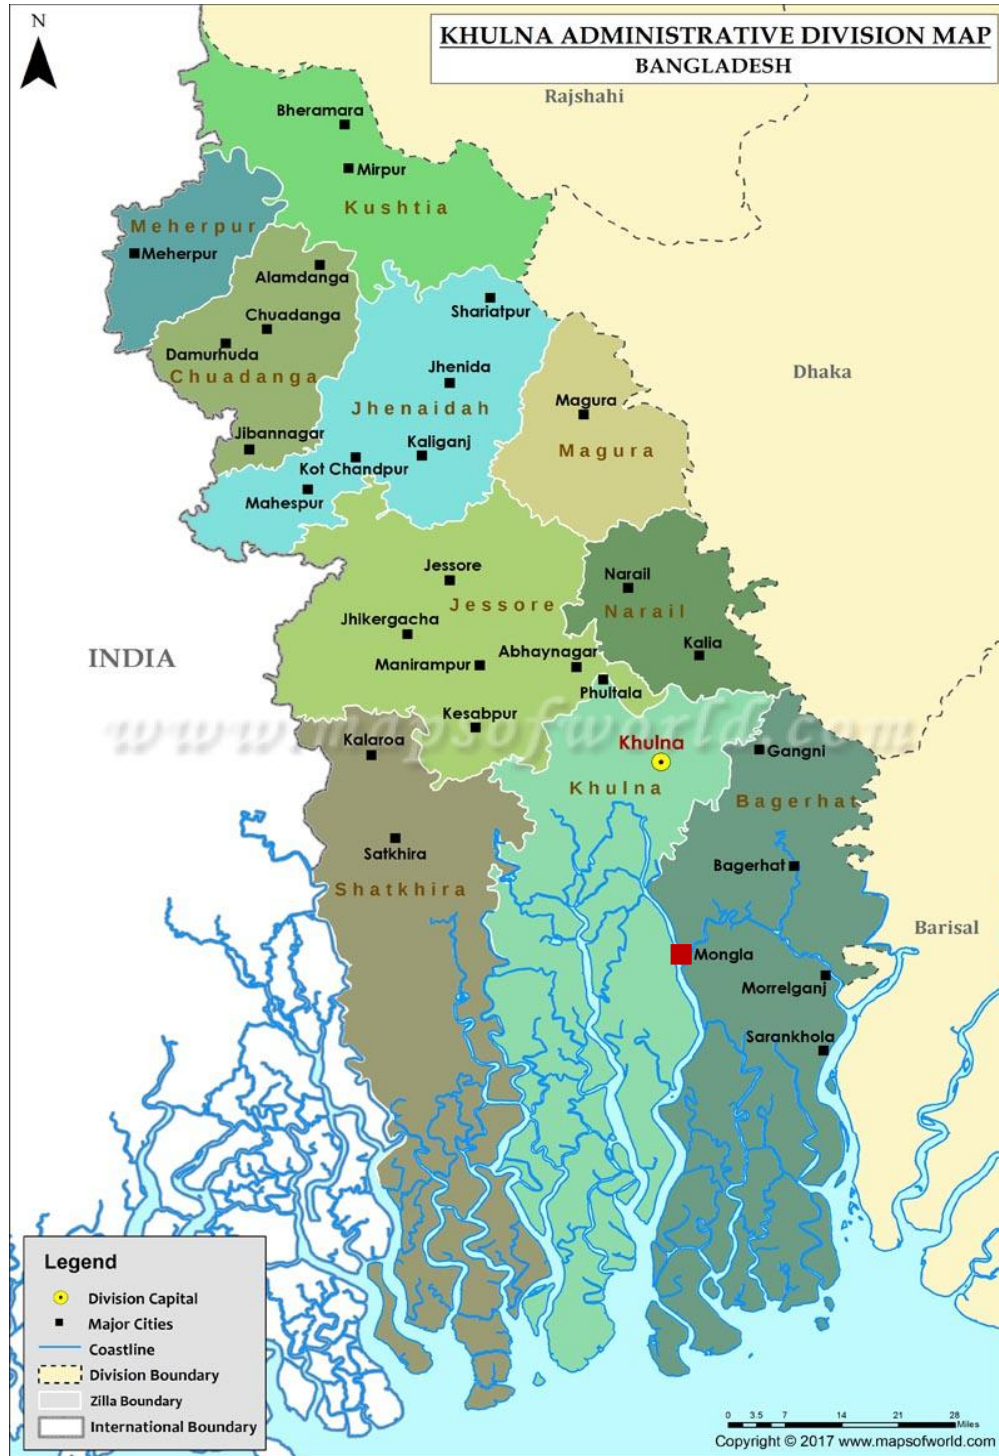 N
KHULNA ADMINISTRATIVE DIVISION MAP
BANGLADESH
Rajshahi
Bheramara
Mirpur
Kushtia
Meherpur
Meherpur
Alamdanga
Shariatpur
Chuadanga
Damurhuda
Chuadanga
Jhenida
Dhaka
Jhenaidah
Magura
Magura
Jibannagar
Kaliganj
Kot Chandpur
Mahespur
Jessore
Jessore
Narail
Narail
Jhikergacha
Kalia
INDIA
Manirampur
Abhaynagar
Phultala
Kesabpur
www.mapsofworld.com
Kalaroa
Khulna
Gangni
Khulna
Bagerhat
Satkhira
Bagerhat
Shatkhira
Barisal
Mongla
Morrelganj
Sarankhola
Legend
Division Capital
Major Cities
Coastline
Division Boundary
Zilla Boundary
International Boundary
0 3.5 7 14 21 28
Miles
Copyright © 2017 www.mapsofworld.com